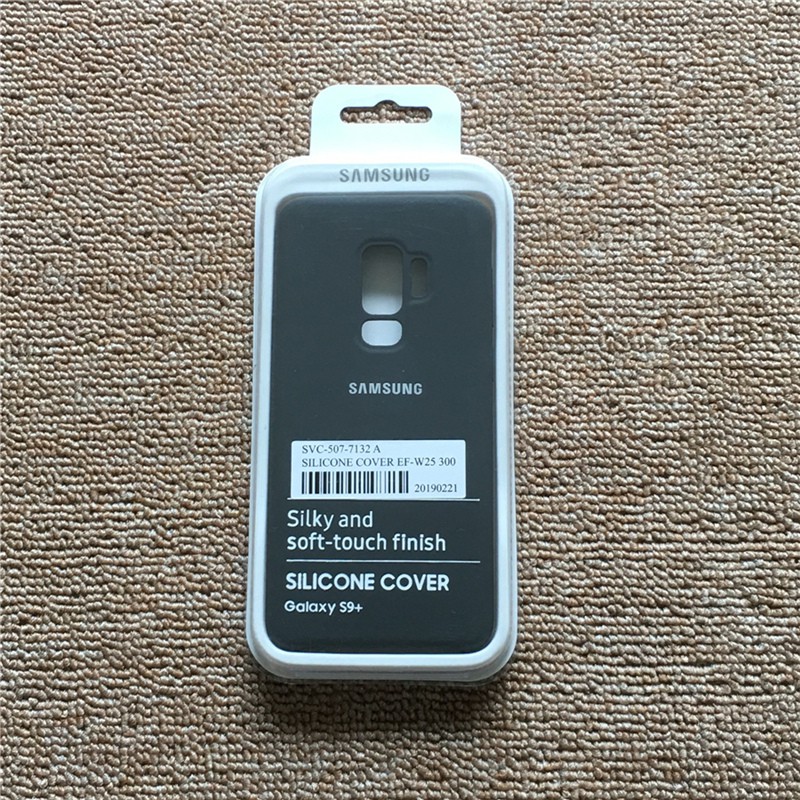 SAMSUNG
SAMSUNG
SVC-507-7132 A
SILICONE COVER EF-W25 300
20190221
Silky and
soft-touch finish
SILICONE COVER
Galaxy S9+